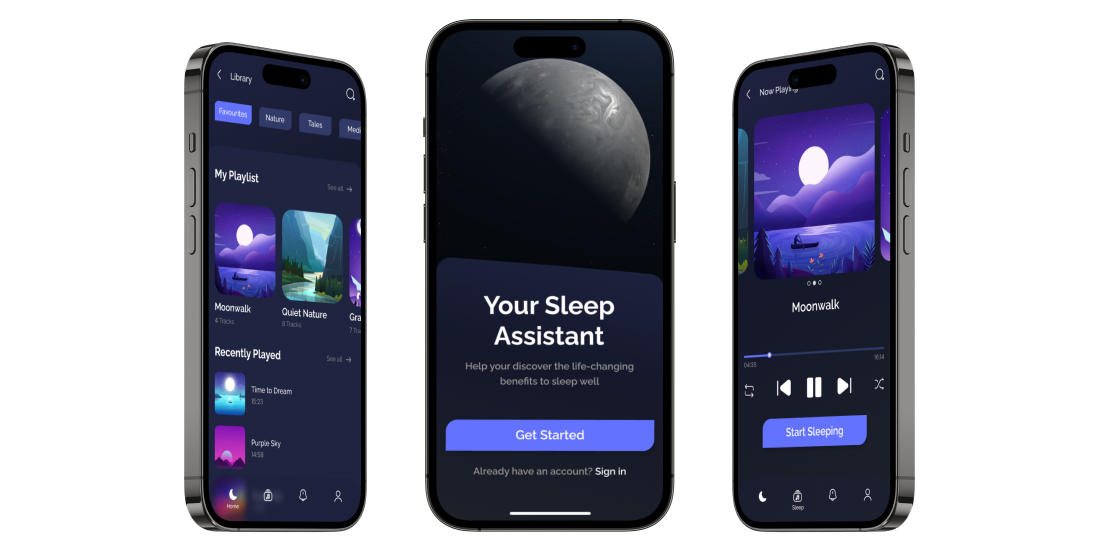 Library
Favourites
Nature
Tales
Medi
My Playlist
See all →
Moonwalk
4 Tracks
Quiet Nature
8 Tracks
Gra
7 Tra
Recently Played
See all →
Time to Dream
15:23
Purple Sky
14:58
Home
Your Sleep
Assistant
Help your discover the life-changing
benefits to sleep well
Get Started
Already have an account? Sign in
Now Playing
Moonwalk
04:35
16:14
Start Sleeping
Sleep